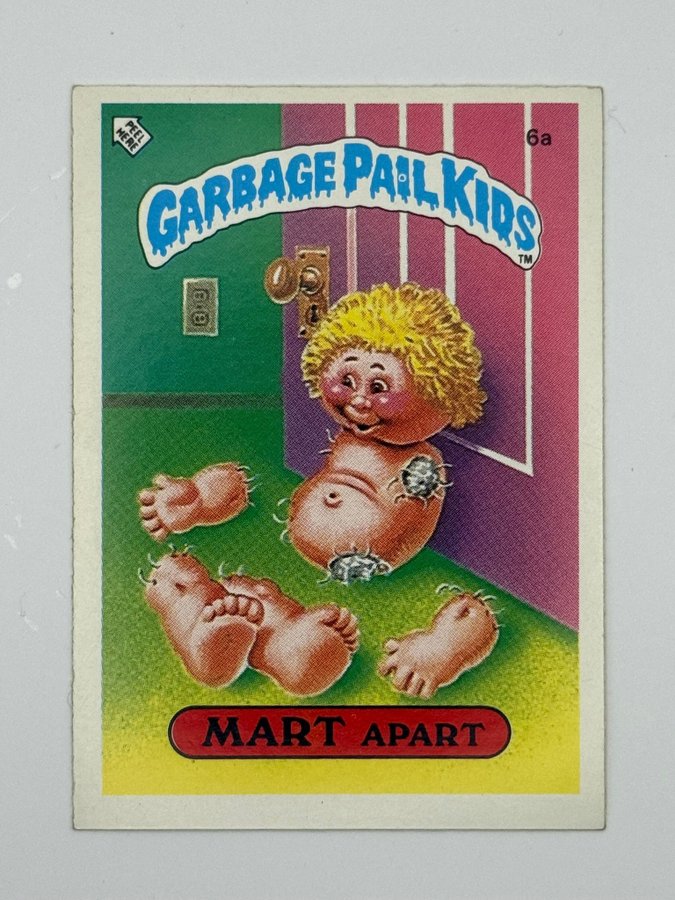 PEEL
HERE
6a
GARBAGE PAIL KIDS
TM
MART APART